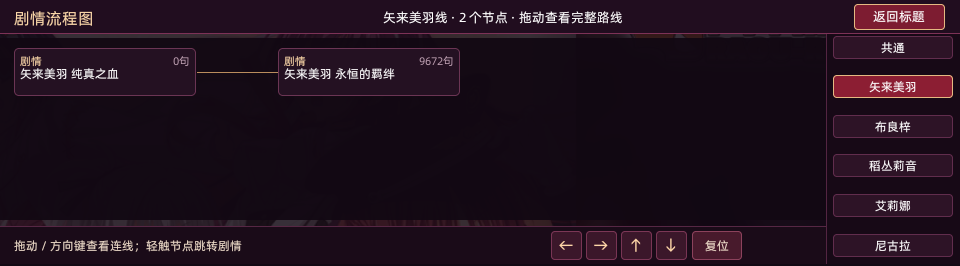 剧情流程图
矢来美羽线 · 2 个节点 · 拖动查看完整路线
返回标题
剧情 0句
矢来美羽 纯真之血
剧情 9672句
矢来美羽 永恒的羁绊
共通
矢来美羽
布良梓
稻丛莉音
艾莉娜
尼古拉
拖动 / 方向键查看连线；轻触节点跳转剧情
← → ↑ ↓ 复位